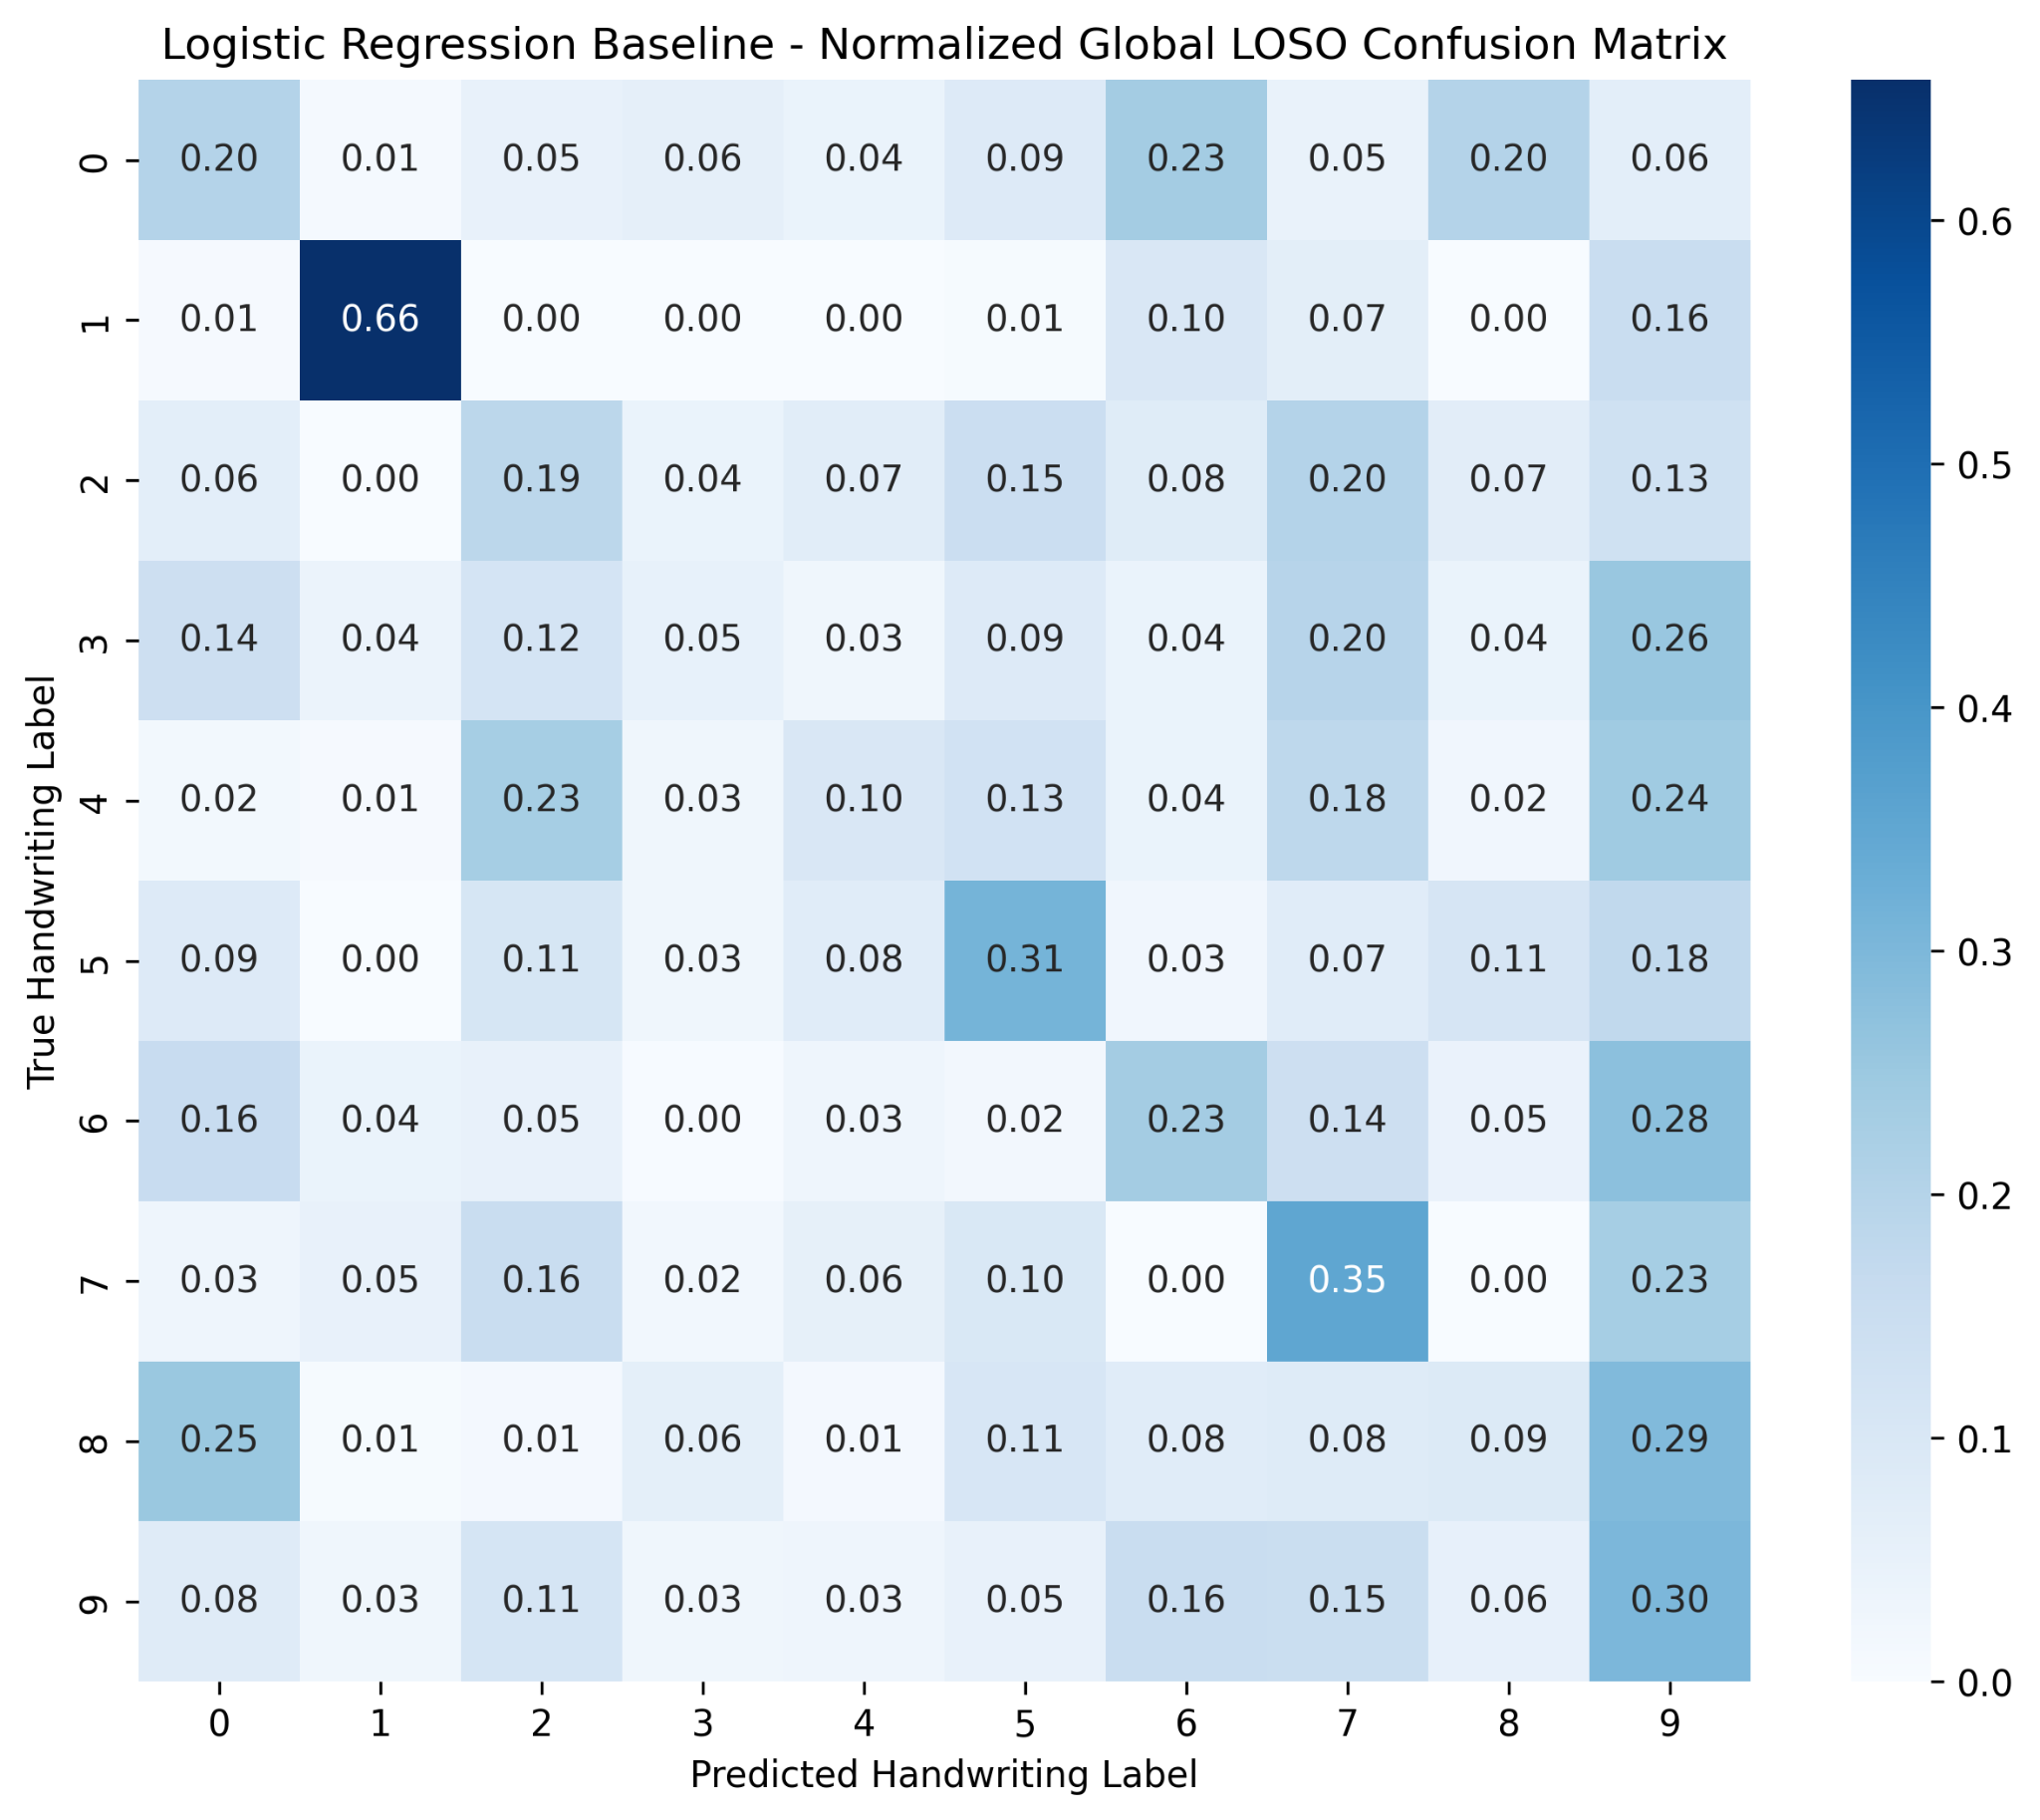 Logistic Regression Baseline - Normalized Global LOSO Confusion Matrix
True Handwriting Label
0 0.20 0.01 0.05 0.06 0.04 0.09 0.23 0.05 0.20 0.06
1 0.01 0.66 0.00 0.00 0.00 0.01 0.10 0.07 0.00 0.16
2 0.06 0.00 0.19 0.04 0.07 0.15 0.08 0.20 0.07 0.13
3 0.14 0.04 0.12 0.05 0.03 0.09 0.04 0.20 0.04 0.26
4 0.02 0.01 0.23 0.03 0.10 0.13 0.04 0.18 0.02 0.24
5 0.09 0.00 0.11 0.03 0.08 0.31 0.03 0.07 0.11 0.18
6 0.16 0.04 0.05 0.00 0.03 0.02 0.23 0.14 0.05 0.28
7 0.03 0.05 0.16 0.02 0.06 0.10 0.00 0.35 0.00 0.23
8 0.25 0.01 0.01 0.06 0.01 0.11 0.08 0.08 0.09 0.29
9 0.08 0.03 0.11 0.03 0.03 0.05 0.16 0.15 0.06 0.30
0 1 2 3 4 5 6 7 8 9
Predicted Handwriting Label
0.6
0.5
0.4
0.3
0.2
0.1
0.0